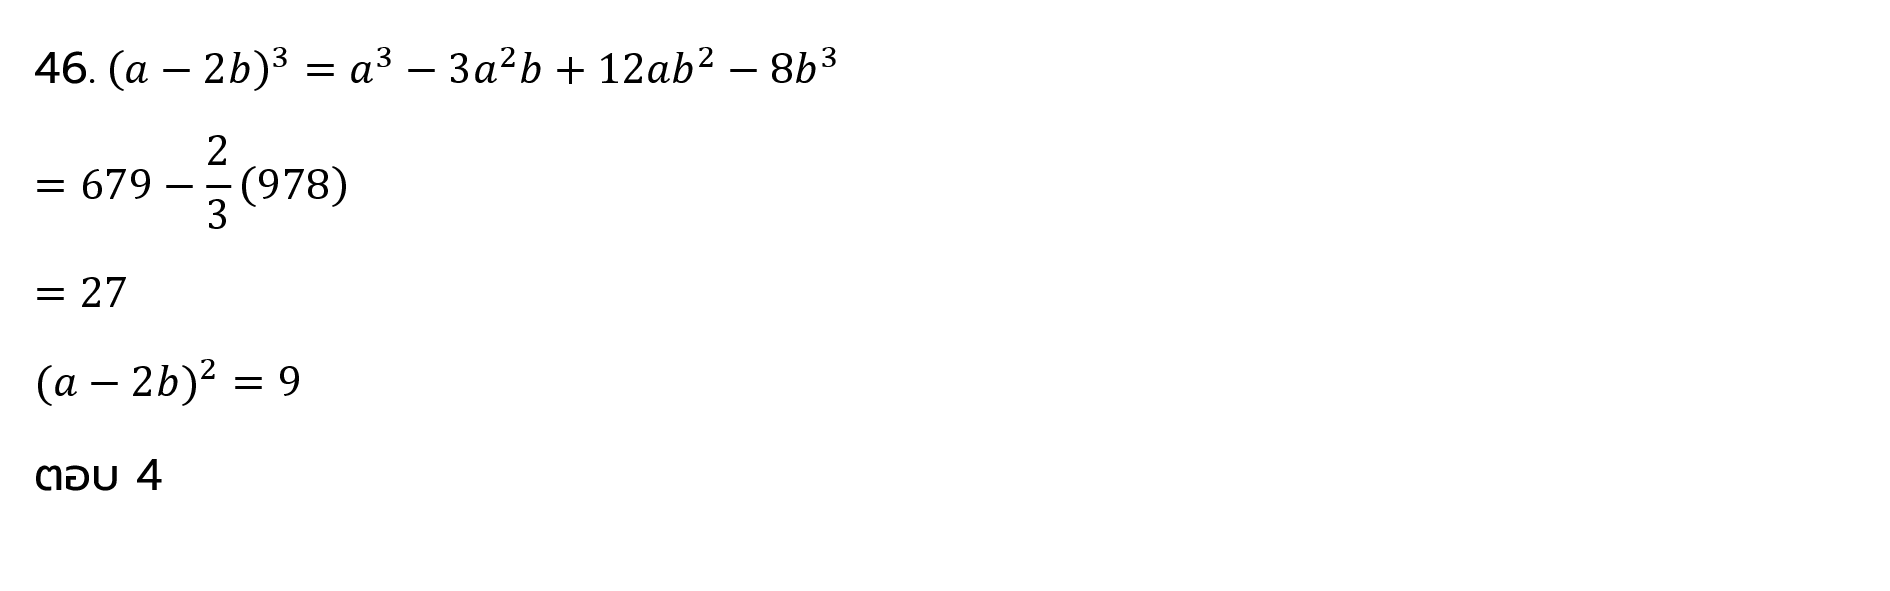 46. (a − 2b)³ = a³ − 3a²b + 12ab² − 8b³
= 679 − 2/3 (978)
= 27
(a − 2b)² = 9
ตอบ 4